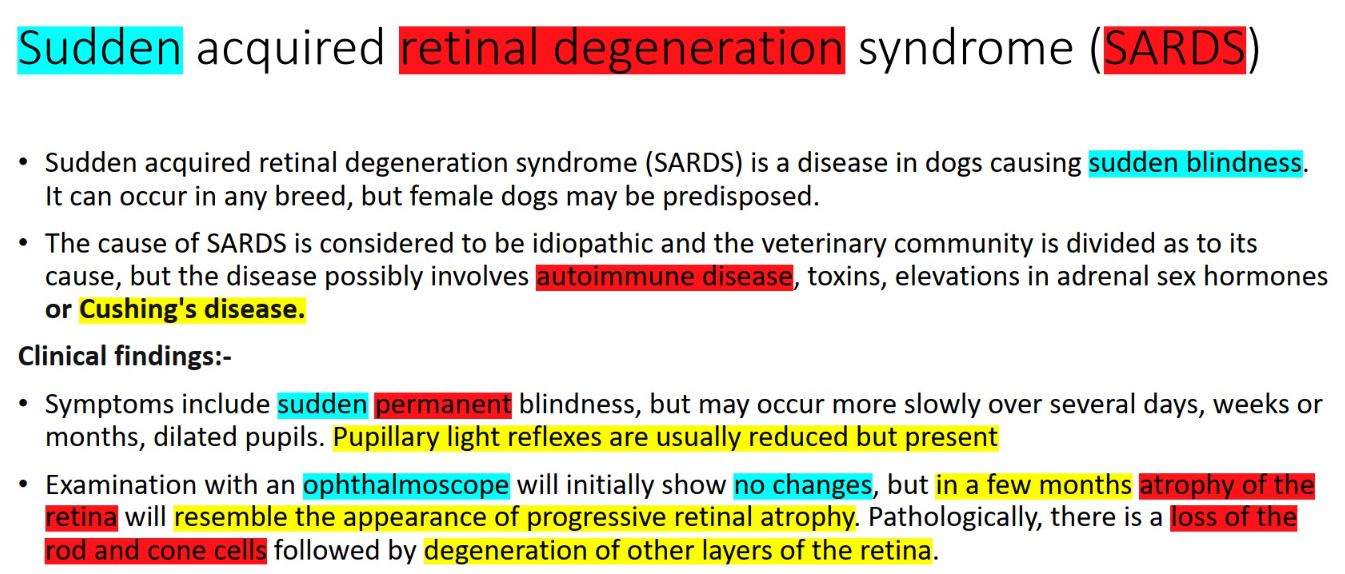 Sudden acquired retinal degeneration syndrome (SARDS)
• Sudden acquired retinal degeneration syndrome (SARDS) is a disease in dogs causing sudden blindness.
It can occur in any breed, but female dogs may be predisposed.
• The cause of SARDS is considered to be idiopathic and the veterinary community is divided as to its
cause, but the disease possibly involves autoimmune disease, toxins, elevations in adrenal sex hormones
or Cushing's disease.
Clinical findings:-
• Symptoms include sudden permanent blindness, but may occur more slowly over several days, weeks or
months, dilated pupils. Pupillary light reflexes are usually reduced but present
• Examination with an ophthalmoscope will initially show no changes, but in a few months atrophy of the
retina will resemble the appearance of progressive retinal atrophy. Pathologically, there is a loss of the
rod and cone cells followed by degeneration of other layers of the retina.